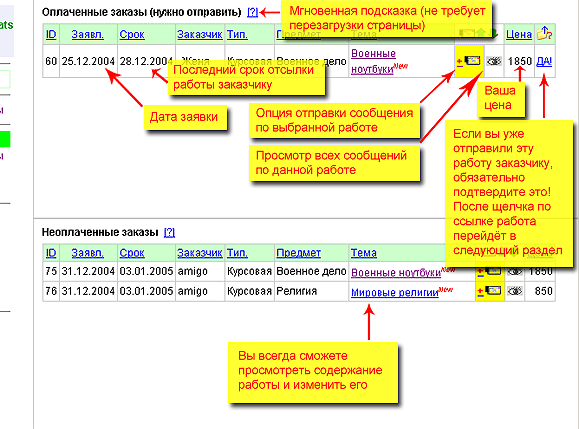 ats
Оплаченные заказы (нужно отправить) [?]
Мгновенная подсказка (не требует
перезагрузки страницы)
ID Заявл. Срок Заказчик Тип. Предмет Тема Цена
60 25.12.2004 28.12.2004 Женя Курсовая Военное дело Военные ноутбуки New + 1850 ДА!
Последний срок отсылки
работы заказчику
Дата заявки
Опция отправки сообщения
по выбранной работе
Просмотр всех сообщений
по данной работе
Ваша
цена
Если вы уже
отправили эту
работу заказчику,
обязательно
подтвердите это!
После щелчка по
ссылке работа
перейдёт в
следующий раздел
ы
ы
Неоплаченные заказы [?]
ID Заявл. Срок Заказчик Тип. Предмет Тема
75 31.12.2004 03.01.2005 amigo Курсовая Военное дело Военные ноутбуки New + 1850
76 31.12.2004 03.01.2005 amigo Курсовая Религия Мировые религии New + 850
Вы всегда сможете
просмотреть содержание
работы и изменить его